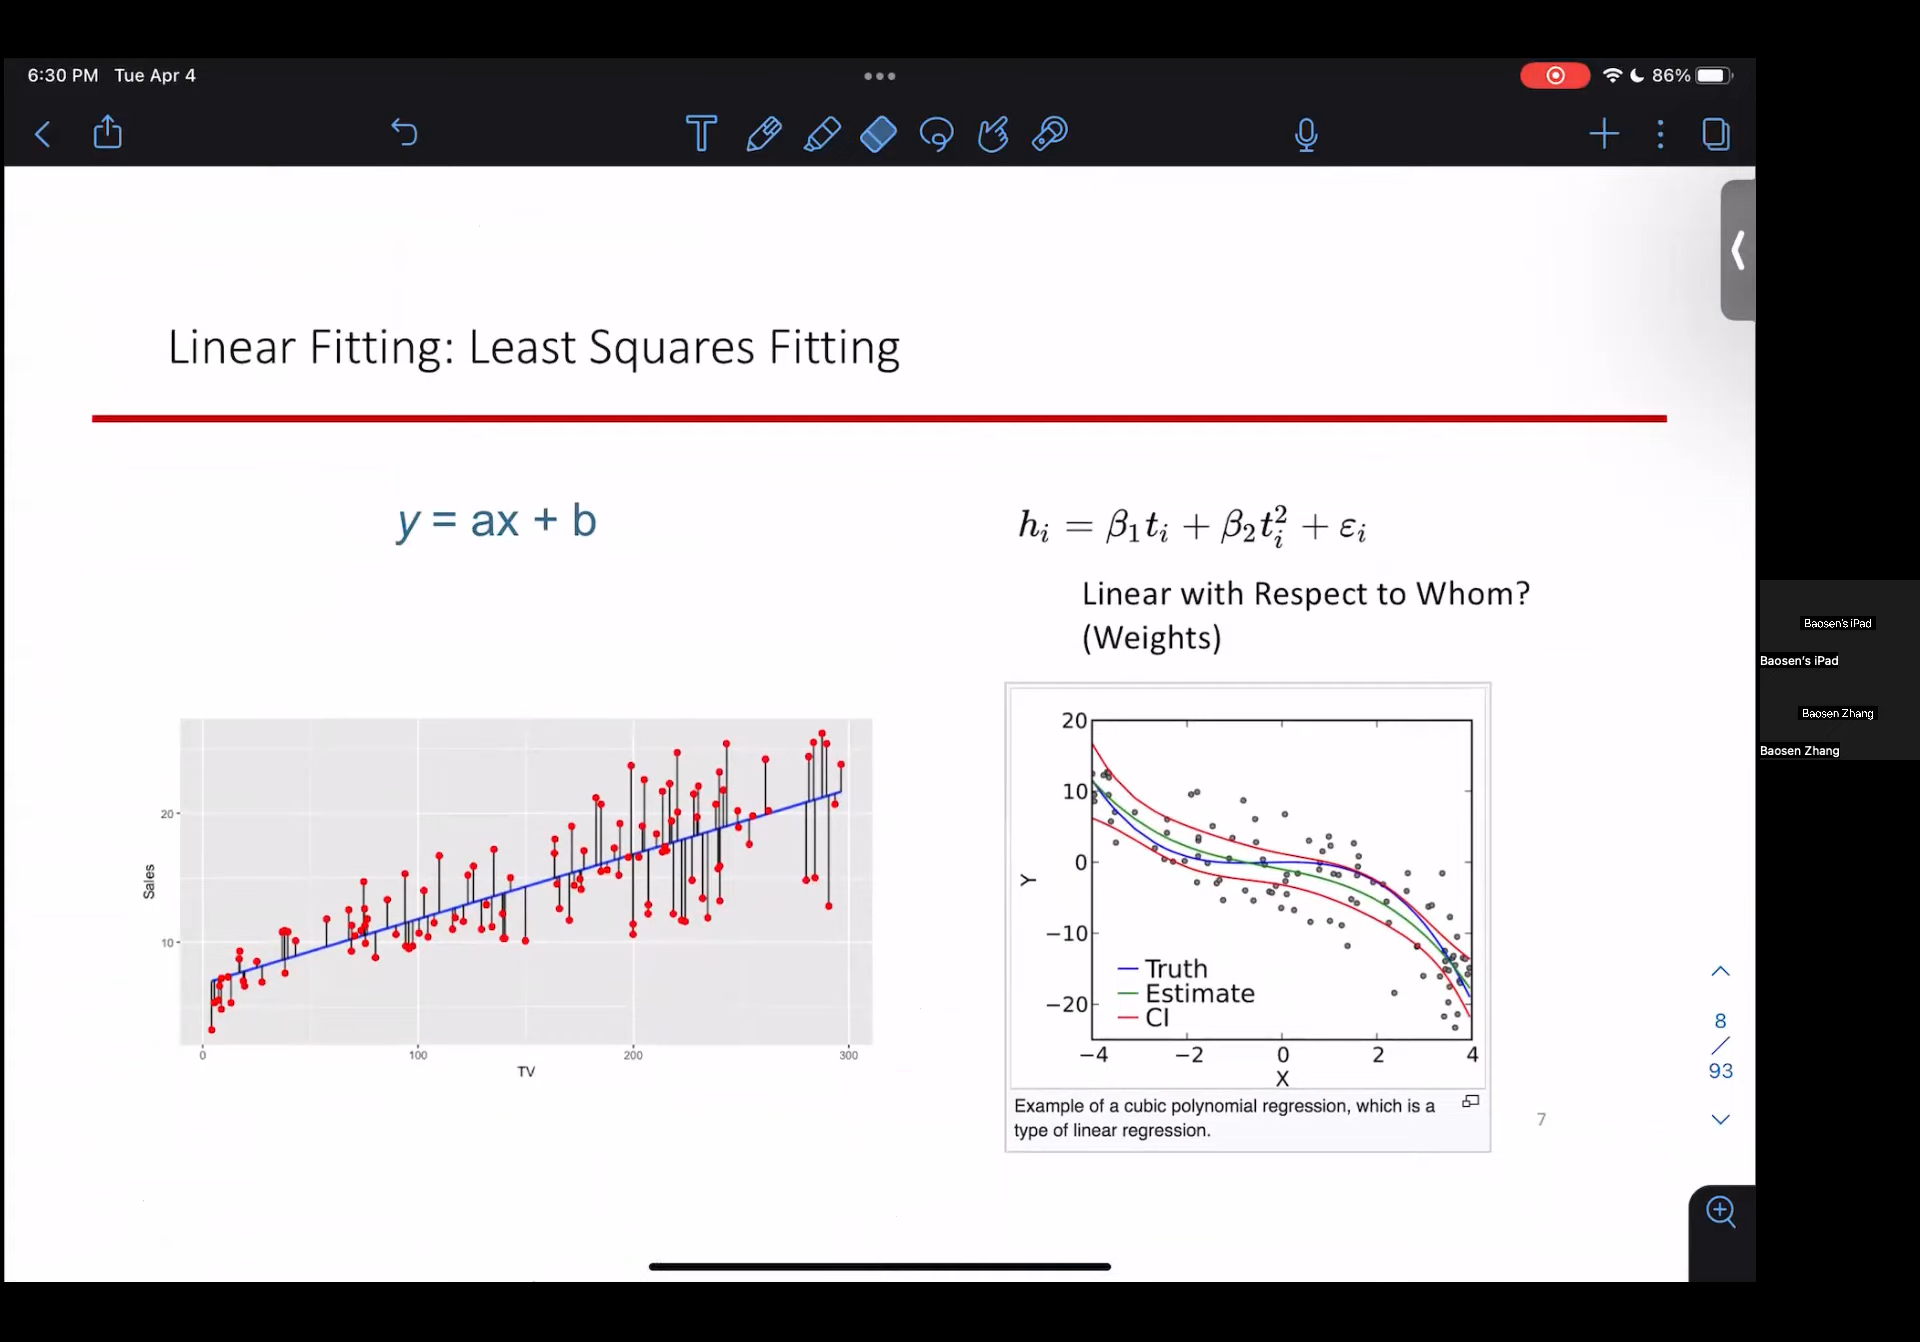 6:30 PM Tue Apr 4
86%
Linear Fitting: Least Squares Fitting
y = ax + b
hᵢ = β₁tᵢ + β₂tᵢ² + εᵢ
Linear with Respect to Whom?
(Weights)
Baosen's iPad
Baosen's iPad
Baosen Zhang
Baosen Zhang
20
10
Sales
0 100 200 300
TV
20
10
0
−10
−20
Y
Truth
Estimate
CI
−4 −2 0 2 4
X
Example of a cubic polynomial regression, which is a
type of linear regression.
7
8
/
93